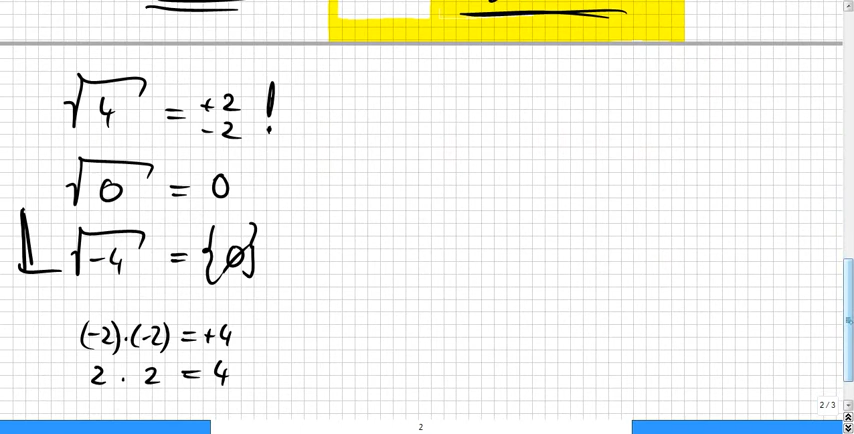 √4 = +2 !
-2
√0 = 0
√-4 = {∅}
(-2)·(-2) = +4
2 · 2 = 4
2 / 3
2